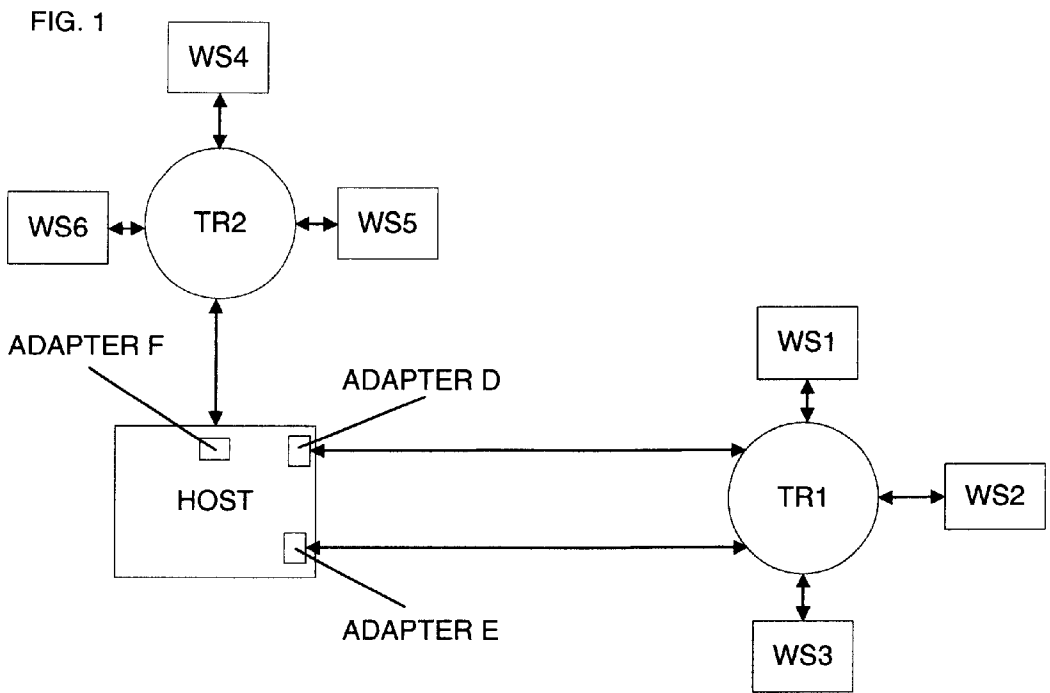 FIG. 1
WS4
WS6
TR2
WS5
ADAPTER F
ADAPTER D
WS1
HOST
TR1
WS2
ADAPTER E
WS3